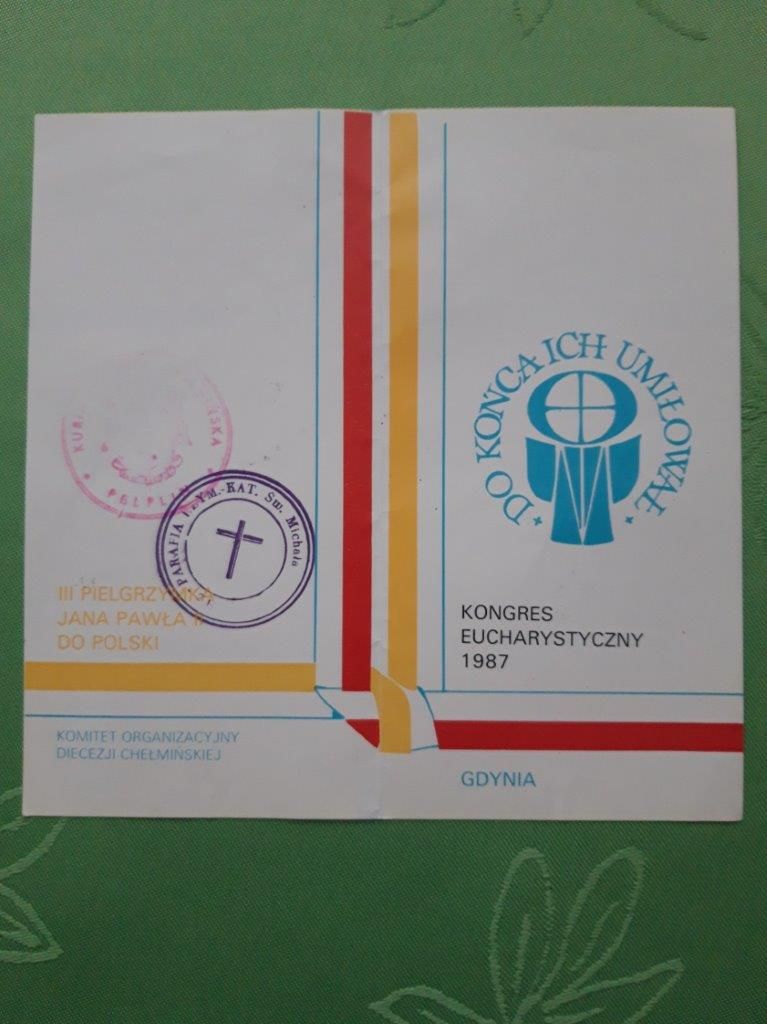 PELPLIN
PARAFIA RZYM.-KAT. Św. Michała
III PIELGRZYMKA
JANA PAWŁA II
DO POLSKI
KOMITET ORGANIZACYJNY
DIECEZJI CHEŁMIŃSKIEJ
DO KOŃCA ICH UMIŁOWAŁ
KONGRES
EUCHARYSTYCZNY
1987
GDYNIA